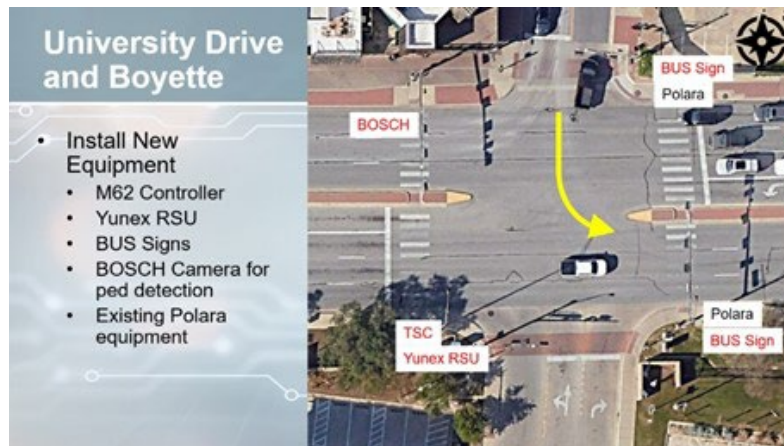 University Drive
and Boyette
• Install New
Equipment
• M62 Controller
• Yunex RSU
• BUS Signs
• BOSCH Camera for
ped detection
• Existing Polara
equipment
BUS Sign
Polara
BOSCH
TSC
Yunex RSU
Polara
BUS Sign